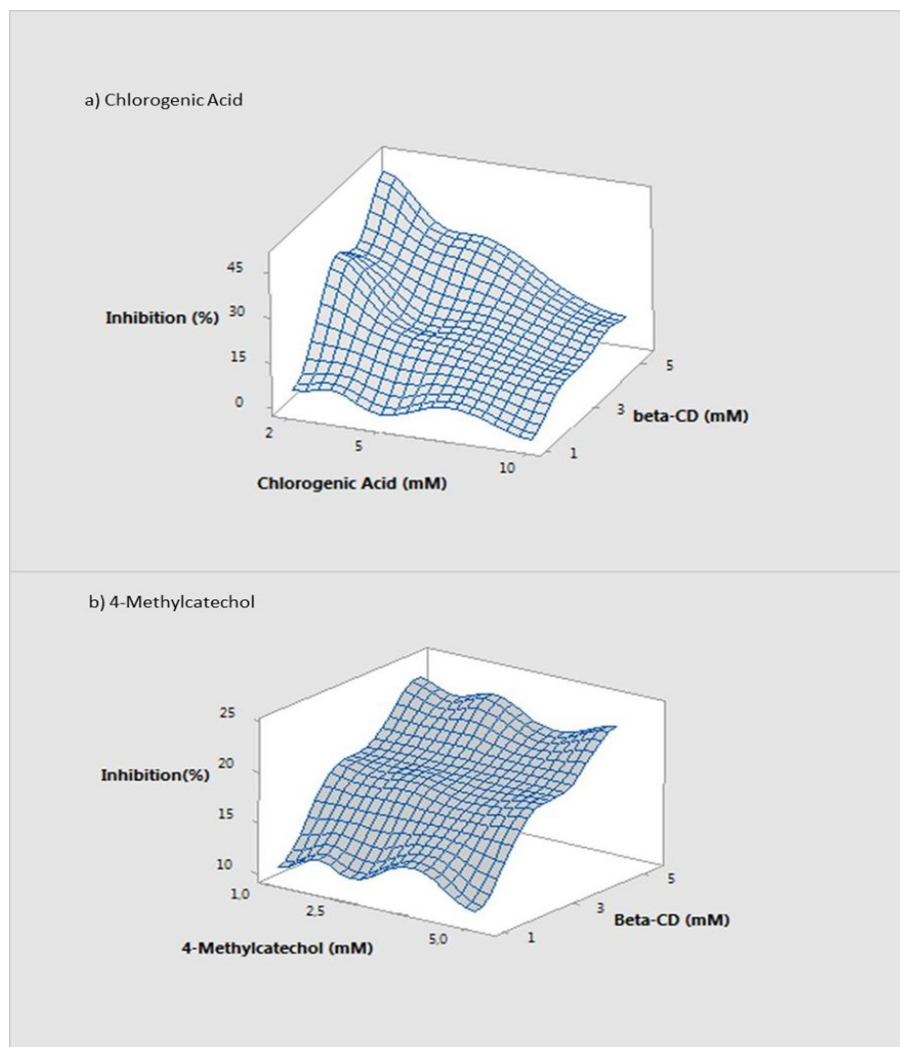 a) Chlorogenic Acid
45
Inhibition (%) 30
15
0
2
5
10
1
3
5
beta-CD (mM)
Chlorogenic Acid (mM)
b) 4-Methylcatechol
25
Inhibition(%) 20
15
10
1,0
2,5
5,0
1
3
5
Beta-CD (mM)
4-Methylcatechol (mM)